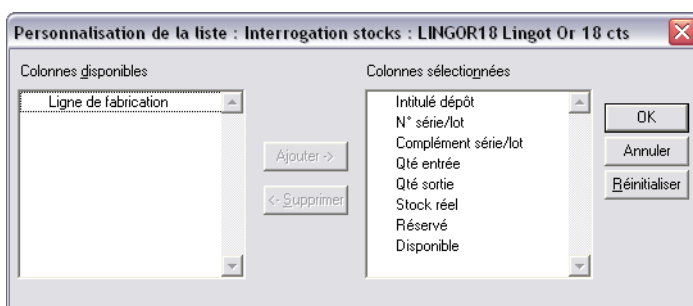 Personnalisation de la liste : Interrogation stocks : LINGOR18 Lingot Or 18 cts
Colonnes disponibles
Ligne de fabrication
Ajouter ->
<- Supprimer
Colonnes sélectionnées
Intitulé dépôt
N° série/lot
Complément série/lot
Qté entrée
Qté sortie
Stock réel
Réservé
Disponible
OK
Annuler
Réinitialiser